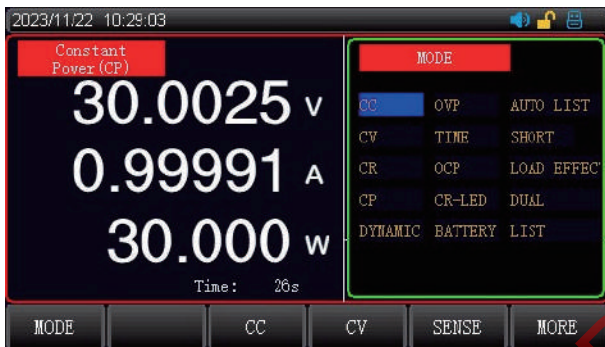 2023/11/22 10:29:03
Constant
Power(CP)
30.0025 V
0.99991 A
30.000 W
Time: 26s
MODE
CC OVP AUTO LIST
CV TIME SHORT
CR OCP LOAD EFFEC
CP CR-LED DUAL
DYNAMIC BATTERY LIST
MODE CC CV SENSE MORE